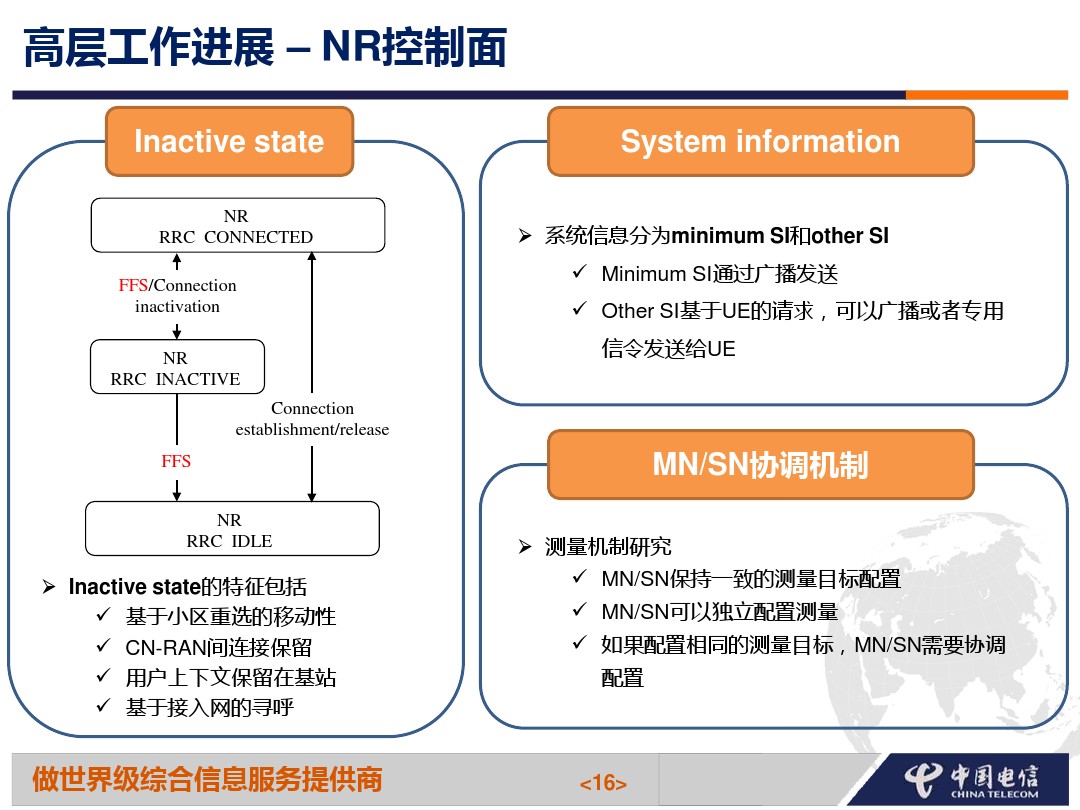 高层工作进展 – NR控制面
Inactive state
NR
RRC CONNECTED
FFS/Connection
inactivation
NR
RRC INACTIVE
Connection
establishment/release
FFS
NR
RRC IDLE
➢ Inactive state的特征包括
✓ 基于小区重选的移动性
✓ CN-RAN间连接保留
✓ 用户上下文保留在基站
✓ 基于接入网的寻呼
System information
➢ 系统信息分为minimum SI和other SI
✓ Minimum SI通过广播发送
✓ Other SI基于UE的请求，可以广播或者专用
信令发送给UE
MN/SN协调机制
➢ 测量机制研究
✓ MN/SN保持一致的测量目标配置
✓ MN/SN可以独立配置测量
✓ 如果配置相同的测量目标，MN/SN需要协调
配置
做世界级综合信息服务提供商
<16>
中国电信
CHINA TELECOM